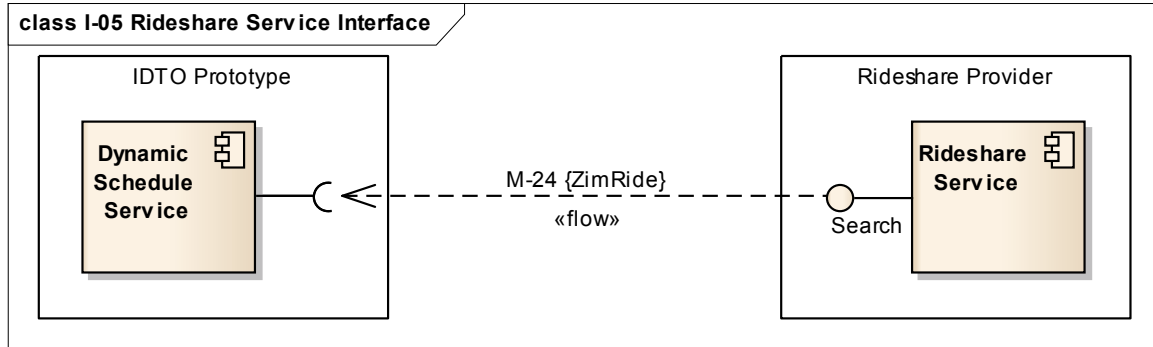 class I-05 Rideshare Service Interface
IDTO Prototype
Rideshare Provider
Dynamic
Schedule
Service
M-24 {ZimRide}
«flow»
Search
Rideshare
Service